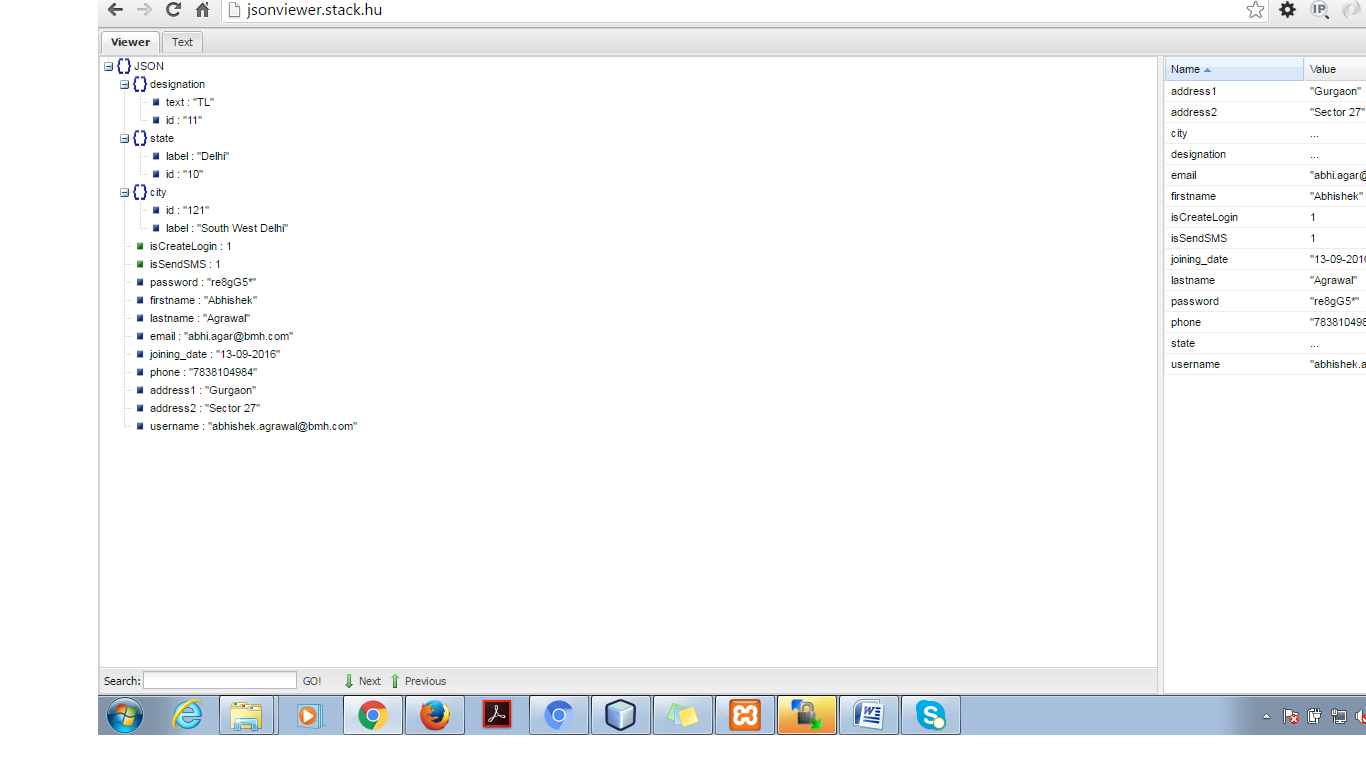 jsonviewer.stack.hu
IP
Viewer Text
JSON
designation
text : "TL"
id : "11"
state
label : "Delhi"
id : "10"
city
id : "121"
label : "South West Delhi"
isCreateLogin : 1
isSendSMS : 1
password : "re8gG5*"
firstname : "Abhishek"
lastname : "Agrawal"
email : "abhi.agar@bmh.com"
joining_date : "13-09-2016"
phone : "7838104984"
address1 : "Gurgaon"
address2 : "Sector 27"
username : "abhishek.agrawal@bmh.com"
Name Value
address1 "Gurgaon"
address2 "Sector 27"
city ...
designation ...
email "abhi.agar@
firstname "Abhishek"
isCreateLogin 1
isSendSMS 1
joining_date "13-09-2016
lastname "Agrawal"
password "re8gG5*"
phone "783810498
state ...
username "abhishek.a
Search: GO! Next Previous